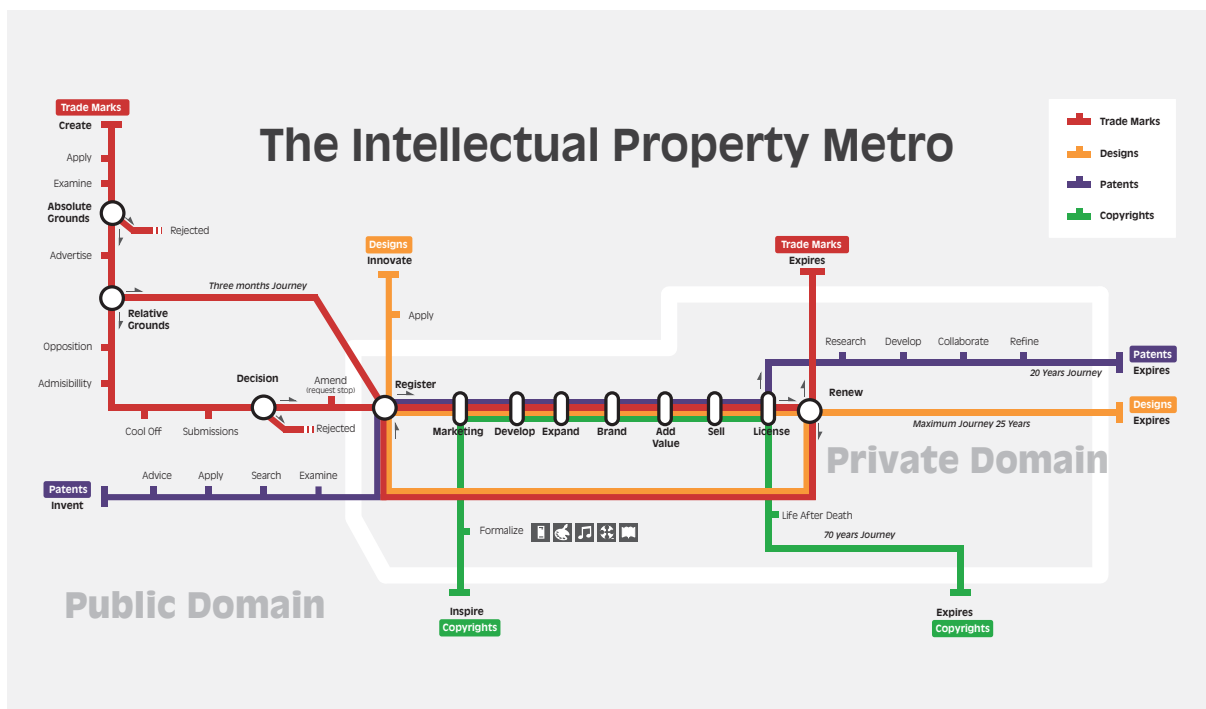 The Intellectual Property Metro
Trade Marks
Create
Apply
Examine
Absolute
Grounds
Rejected
Advertise
Three months Journey
Relative
Grounds
Opposition
Admisibillity
Decision
Amend
(request stop)
Rejected
Cool Off
Submissions
Designs
Innovate
Apply
Register
Trade Marks
Expires
Trade Marks
Designs
Patents
Copyrights
Research
Develop
Collaborate
Refine
Patents
Expires
20 Years Journey
Renew
Designs
Expires
Maximum Journey 25 Years
Marketing
Develop
Expand
Brand
Add
Value
Sell
License
Private Domain
Advice
Apply
Search
Examine
Patents
Invent
Formalize
Life After Death
70 years Journey
Public Domain
Inspire
Copyrights
Expires
Copyrights